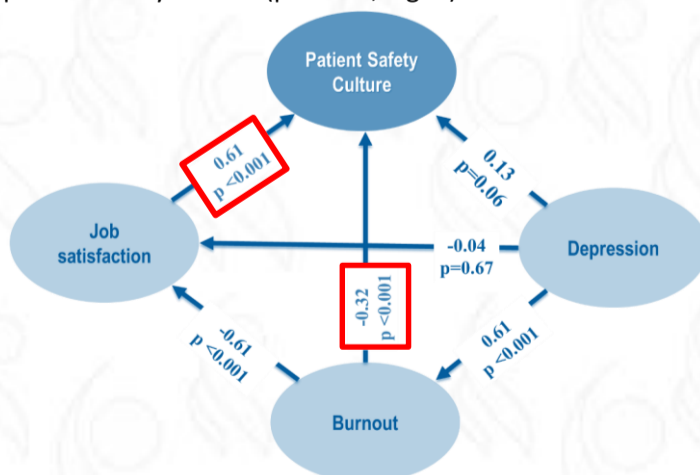 Patient Safety
Culture
0.61
p <0.001
0.13
p=0.06
Job
satisfaction
-0.04
p=0.67
Depression
-0.32
p <0.001
-0.61
p <0.001
0.61
p <0.001
Burnout